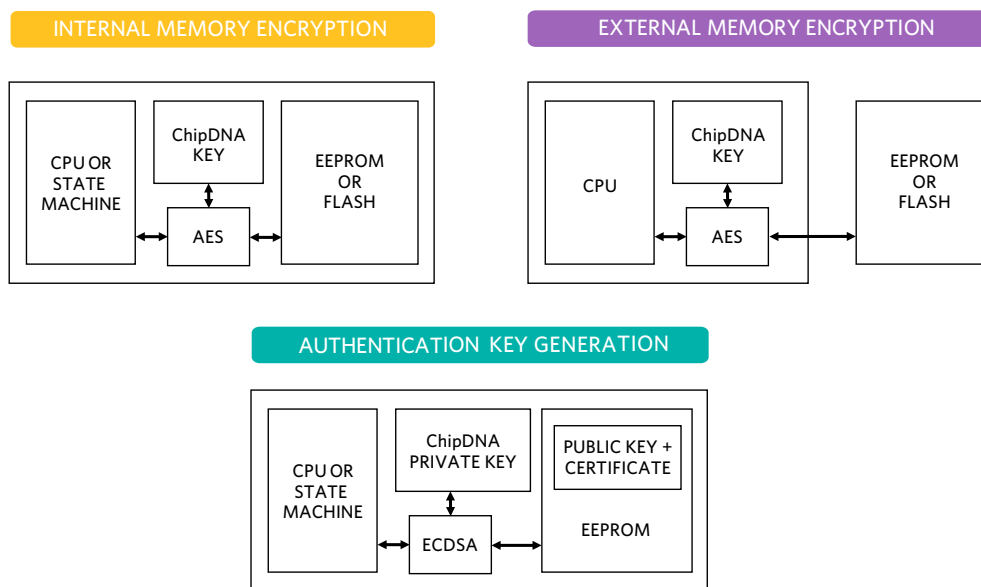 INTERNAL MEMORY ENCRYPTION
CPU OR
STATE
MACHINE
ChipDNA
KEY
AES
EEPROM
OR
FLASH
EXTERNAL MEMORY ENCRYPTION
CPU
ChipDNA
KEY
AES
EEPROM
OR
FLASH
AUTHENTICATION KEY GENERATION
CPU OR
STATE
MACHINE
ChipDNA
PRIVATE KEY
ECDSA
PUBLIC KEY +
CERTIFICATE
EEPROM